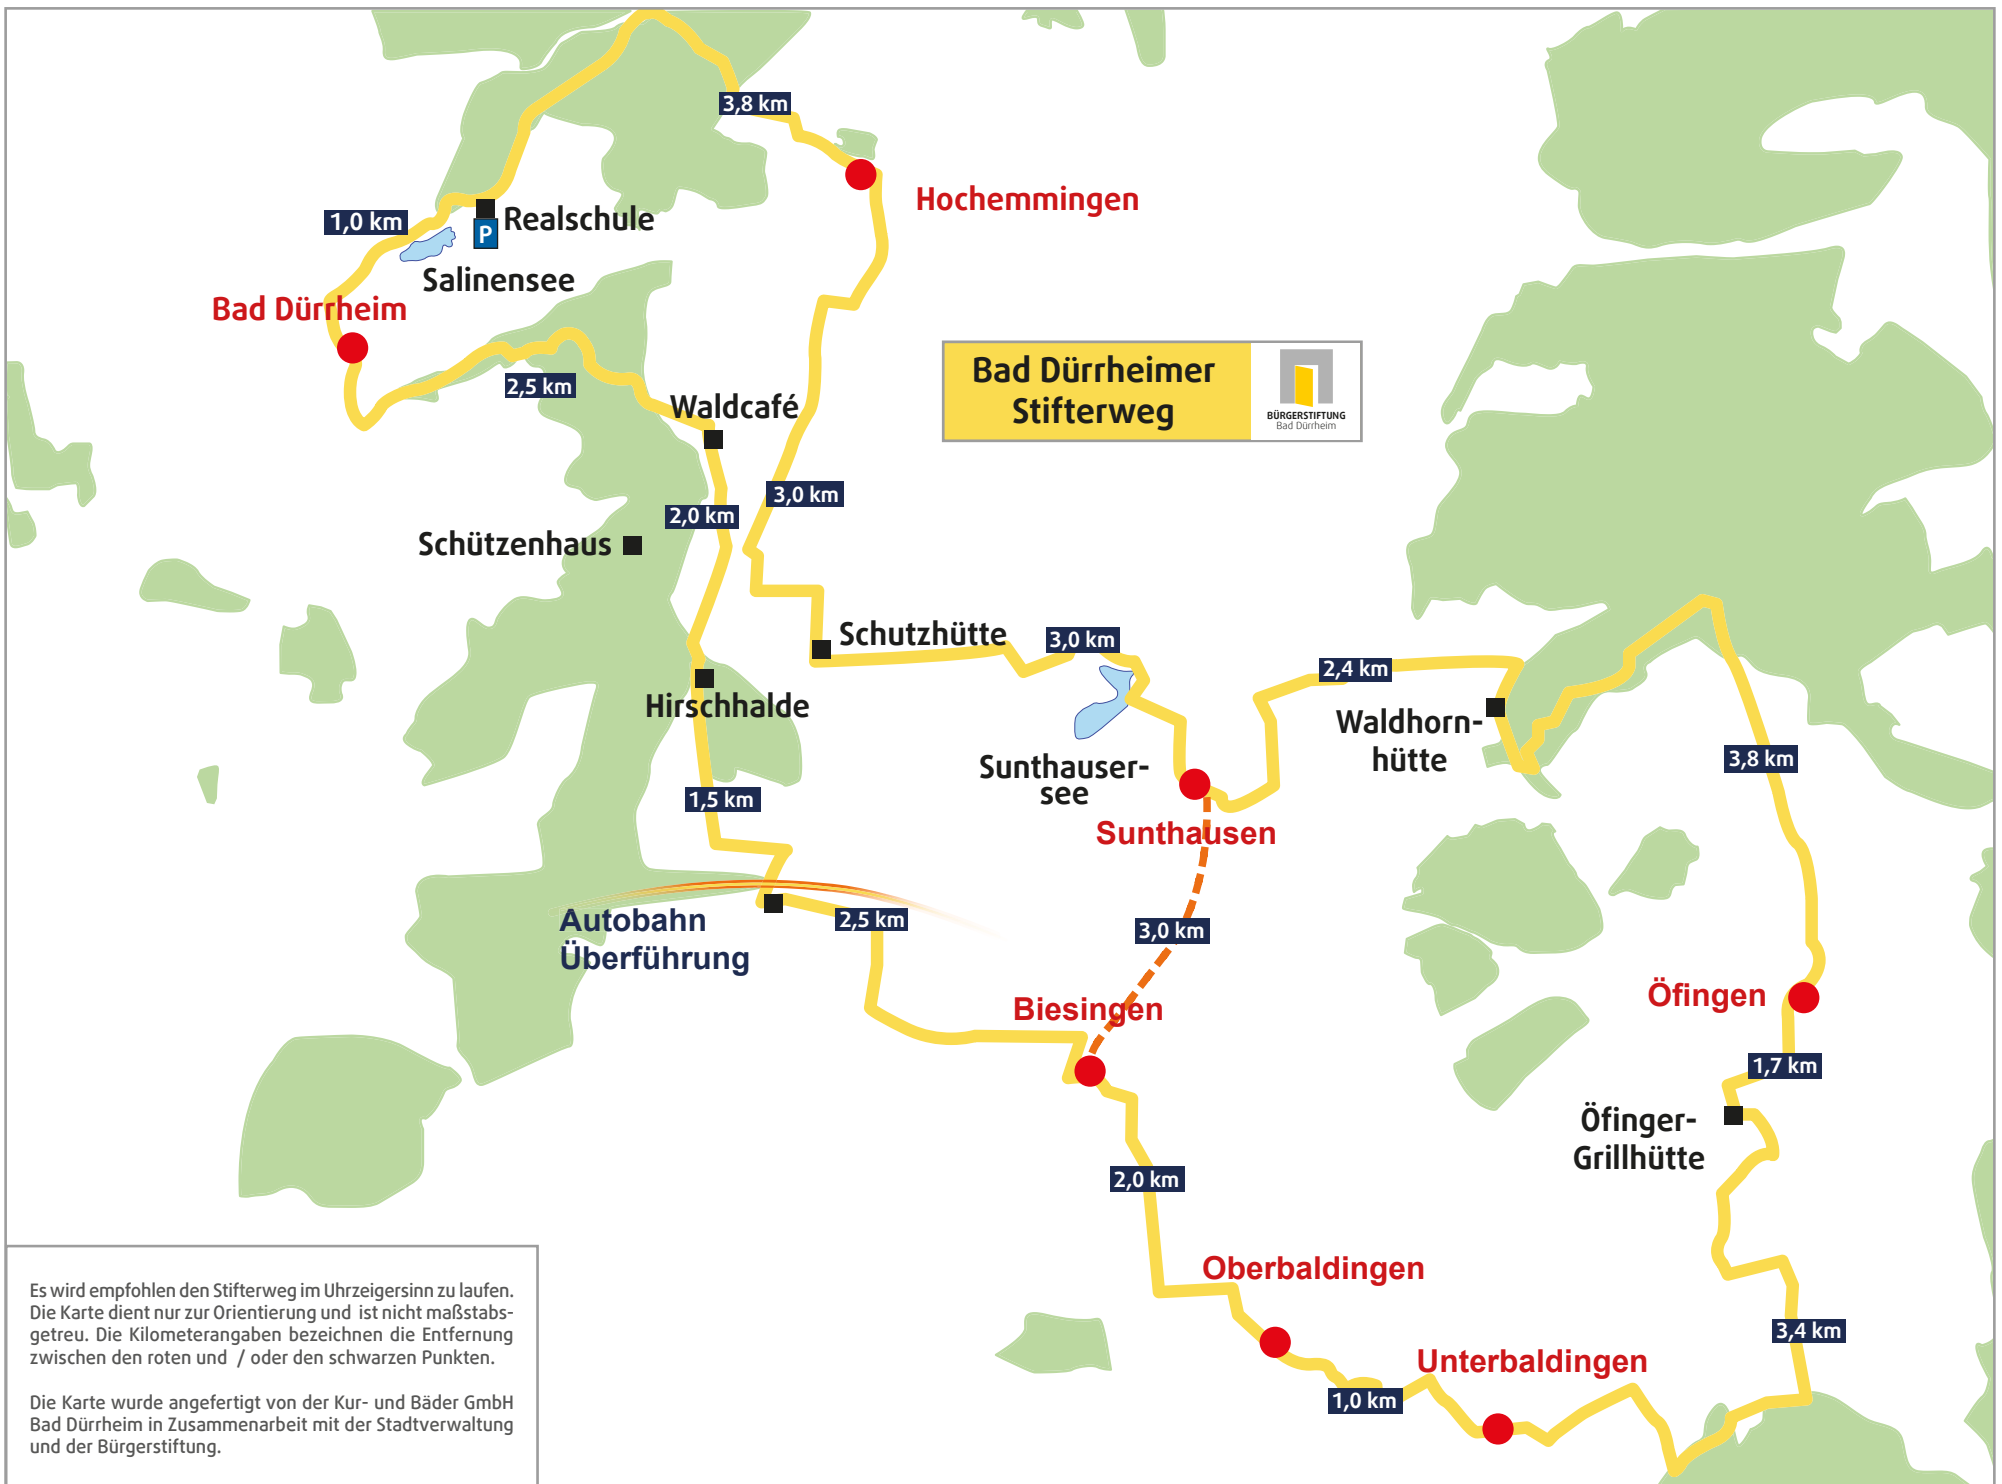 3,8 km
Hochemmingen
1,0 km
Realschule
P
Salinensee
Bad Dürrheim
2,5 km
Bad Dürrheimer
Stifterweg
BÜRGERSTIFTUNG
Bad Dürrheim
Waldcafé
3,0 km
2,0 km
Schützenhaus
Schutzhütte
3,0 km
2,4 km
Hirschhalde
Waldhorn-
hütte
Sunthauser-
see
3,8 km
1,5 km
Sunthausen
Autobahn
Überführung
2,5 km
3,0 km
Biesingen
Öfingen
1,7 km
Öfinger-
Grillhütte
2,0 km
Oberbaldingen
3,4 km
Unterbaldingen
1,0 km
Es wird empfohlen den Stifterweg im Uhrzeigersinn zu laufen.
Die Karte dient nur zur Orientierung und ist nicht maßstabs-
getreu. Die Kilometerangaben bezeichnen die Entfernung
zwischen den roten und / oder den schwarzen Punkten.
Die Karte wurde angefertigt von der Kur- und Bäder GmbH
Bad Dürrheim in Zusammenarbeit mit der Stadtverwaltung
und der Bürgerstiftung.